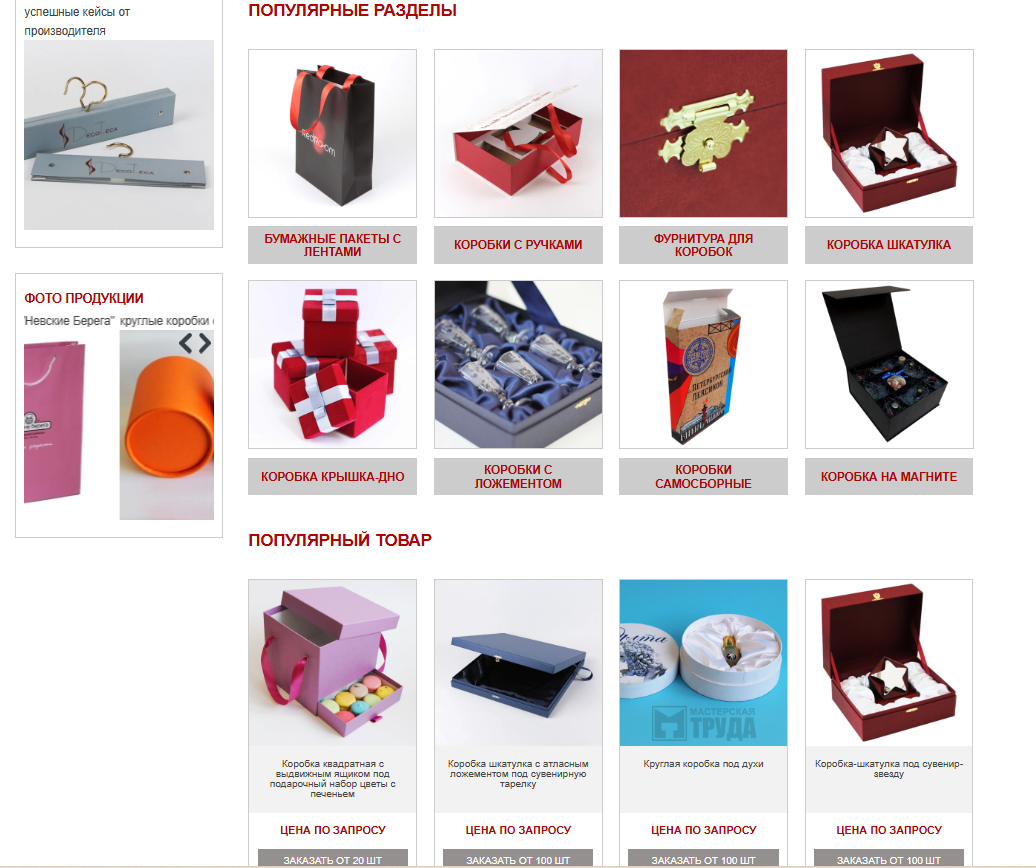 успешные кейсы от
производителя
DecoTeca
DecoTeca
ФОТО ПРОДУКЦИИ
"Невские Берега" круглые коробки
ПОПУЛЯРНЫЕ РАЗДЕЛЫ
REDROOM
БУМАЖНЫЕ ПАКЕТЫ С
ЛЕНТАМИ
КОРОБКИ С РУЧКАМИ
ФУРНИТУРА ДЛЯ
КОРОБОК
КОРОБКА ШКАТУЛКА
КОРОБКА КРЫШКА-ДНО
КОРОБКИ С
ЛОЖЕМЕНТОМ
КОРОБКИ
САМОСБОРНЫЕ
КОРОБКА НА МАГНИТЕ
ПОПУЛЯРНЫЙ ТОВАР
МАСТЕРСКАЯ
ТРУДА
Коробка квадратная с
выдвижным ящиком под
подарочный набор цветы с
печеньем
ЦЕНА ПО ЗАПРОСУ
ЗАКАЗАТЬ ОТ 20 ШТ
Коробка шкатулка с атласным
ложементом под сувенирную
тарелку
ЦЕНА ПО ЗАПРОСУ
ЗАКАЗАТЬ ОТ 100 ШТ
Круглая коробка под духи
ЦЕНА ПО ЗАПРОСУ
ЗАКАЗАТЬ ОТ 100 ШТ
Коробка-шкатулка под сувенир-
звезду
ЦЕНА ПО ЗАПРОСУ
ЗАКАЗАТЬ ОТ 100 ШТ